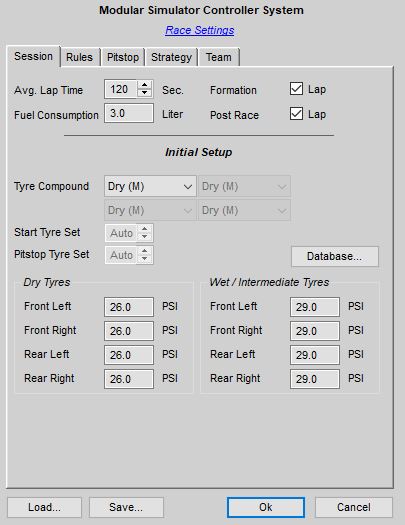 Modular Simulator Controller System
Race Settings
Session Rules Pitstop Strategy Team
Avg. Lap Time 120 Sec. Formation Lap
Fuel Consumption 3.0 Liter Post Race Lap
Initial Setup
Tyre Compound Dry (M) Dry (M)
Dry (M) Dry (M)
Start Tyre Set Auto
Pitstop Tyre Set Auto Database...
Dry Tyres Wet / Intermediate Tyres
Front Left 26.0 PSI Front Left 29.0 PSI
Front Right 26.0 PSI Front Right 29.0 PSI
Rear Left 26.0 PSI Rear Left 29.0 PSI
Rear Right 26.0 PSI Rear Right 29.0 PSI
Load... Save... Ok Cancel